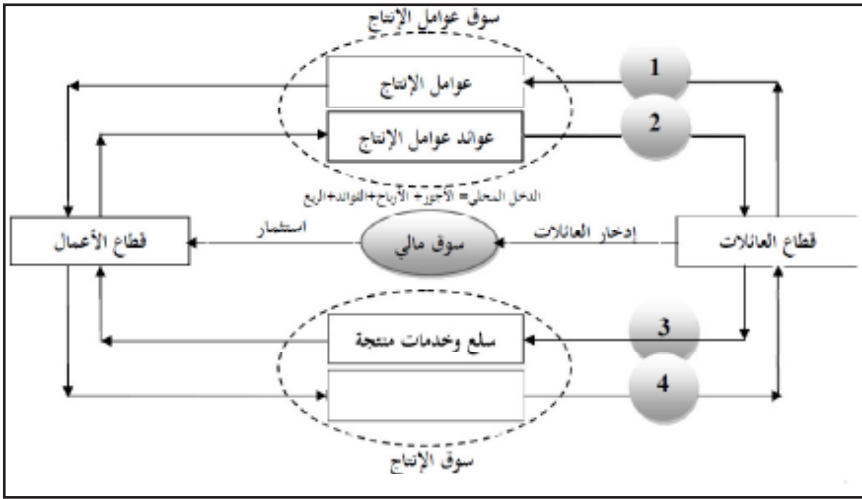 سوق عوامل الإنتاج
عوامل الإنتاج
1
عوائد عوامل الإنتاج
2
الدخل المحلي= الأجور+ الأرباح+الفوائد+الريع
قطاع الأعمال
استثمار
سوق مالي
إدخار العائلات
قطاع العائلات
سلع وخدمات منتجة
3
4
سوق الإنتاج